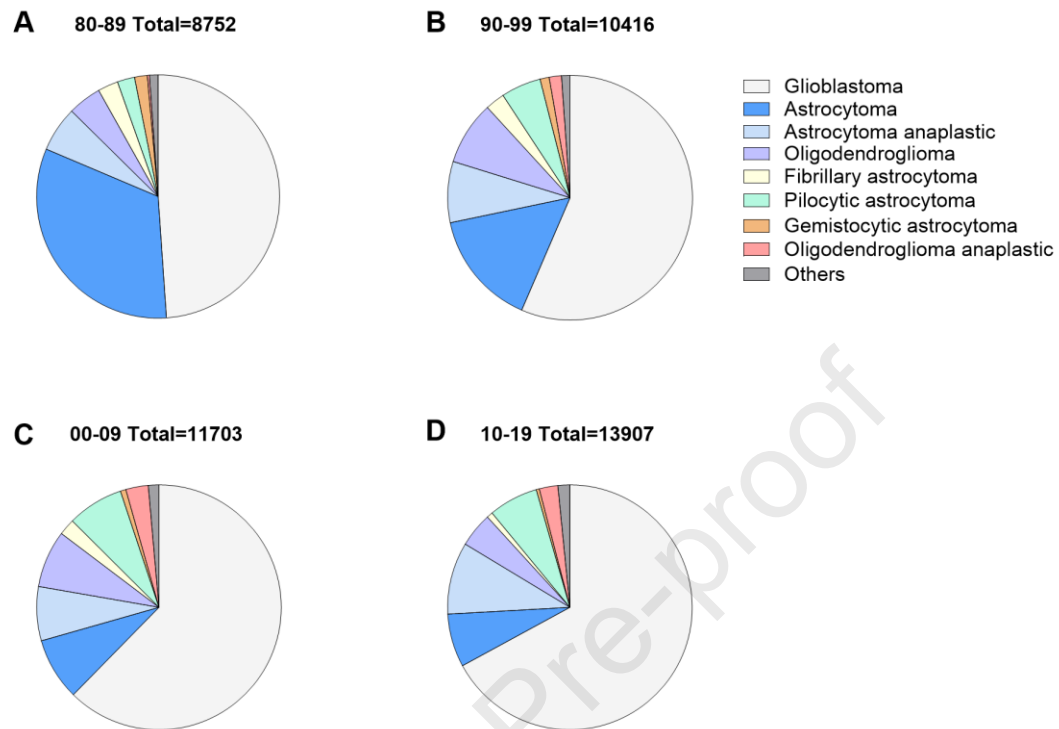 A
80-89 Total=8752
B
90-99 Total=10416
Glioblastoma
Astrocytoma
Astrocytoma anaplastic
Oligodendroglioma
Fibrillary astrocytoma
Pilocytic astrocytoma
Gemistocytic astrocytoma
Oligodendroglioma anaplastic
Others
C
00-09 Total=11703
D
10-19 Total=13907
Pre-proof